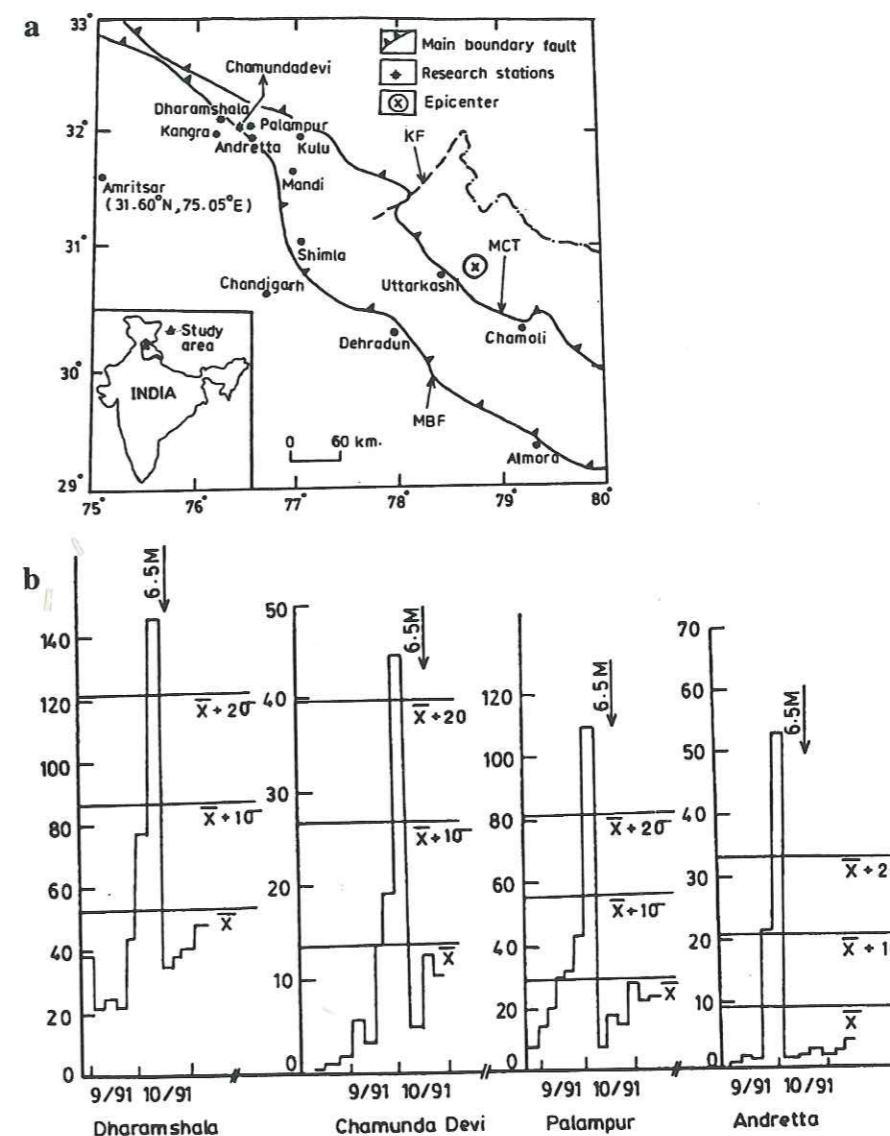 a
33°
32°
31°
30°
29°
75°
76°
77°
78°
79°
80°
Main boundary fault
Research stations
Epicenter
Chamundadevi
Dharamshala
Palampur
Kangra
Andretta
Kulu
KF
Amritsar
(31.60°N, 75.05°E)
Mandi
Shimla
MCT
Uttarkashi
Chandigarh
Chamoli
Dehradun
Study
area
INDIA
MBF
0 60 km.
Almora
b
140
120
100
80
60
40
20
0
6.5M
X̅+2σ
X̅+1σ
X̅
9/91 10/91
Dharamshala
50
40
30
20
10
0
6.5M
X̅+2σ
X̅+1σ
X̅
9/91 10/91
Chamunda Devi
120
100
80
60
40
20
0
6.5M
X̅+2σ
X̅+1σ
X̅
9/91 10/91
Palampur
70
60
50
40
30
20
10
0
6.5M
X̅+2
X̅+1
X̅
9/91 10/91
Andretta